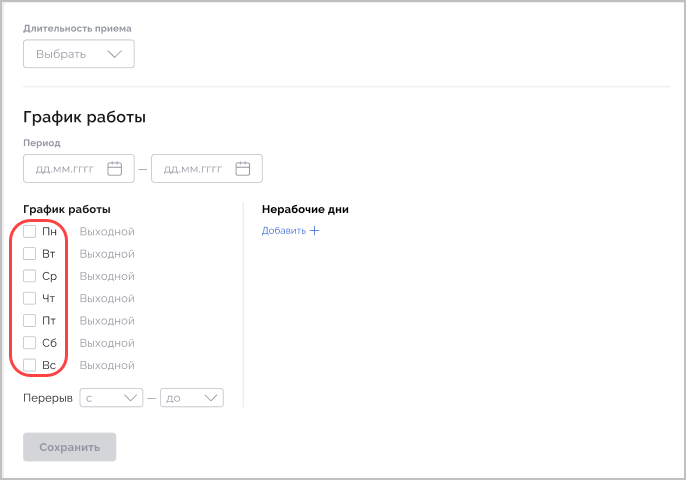 Длительность приема
Выбрать
График работы
Период
дд.мм.гггг — дд.мм.гггг
График работы
Пн Выходной
Вт Выходной
Ср Выходной
Чт Выходной
Пт Выходной
Сб Выходной
Вс Выходной
Перерыв с — до
Нерабочие дни
Добавить +
Сохранить